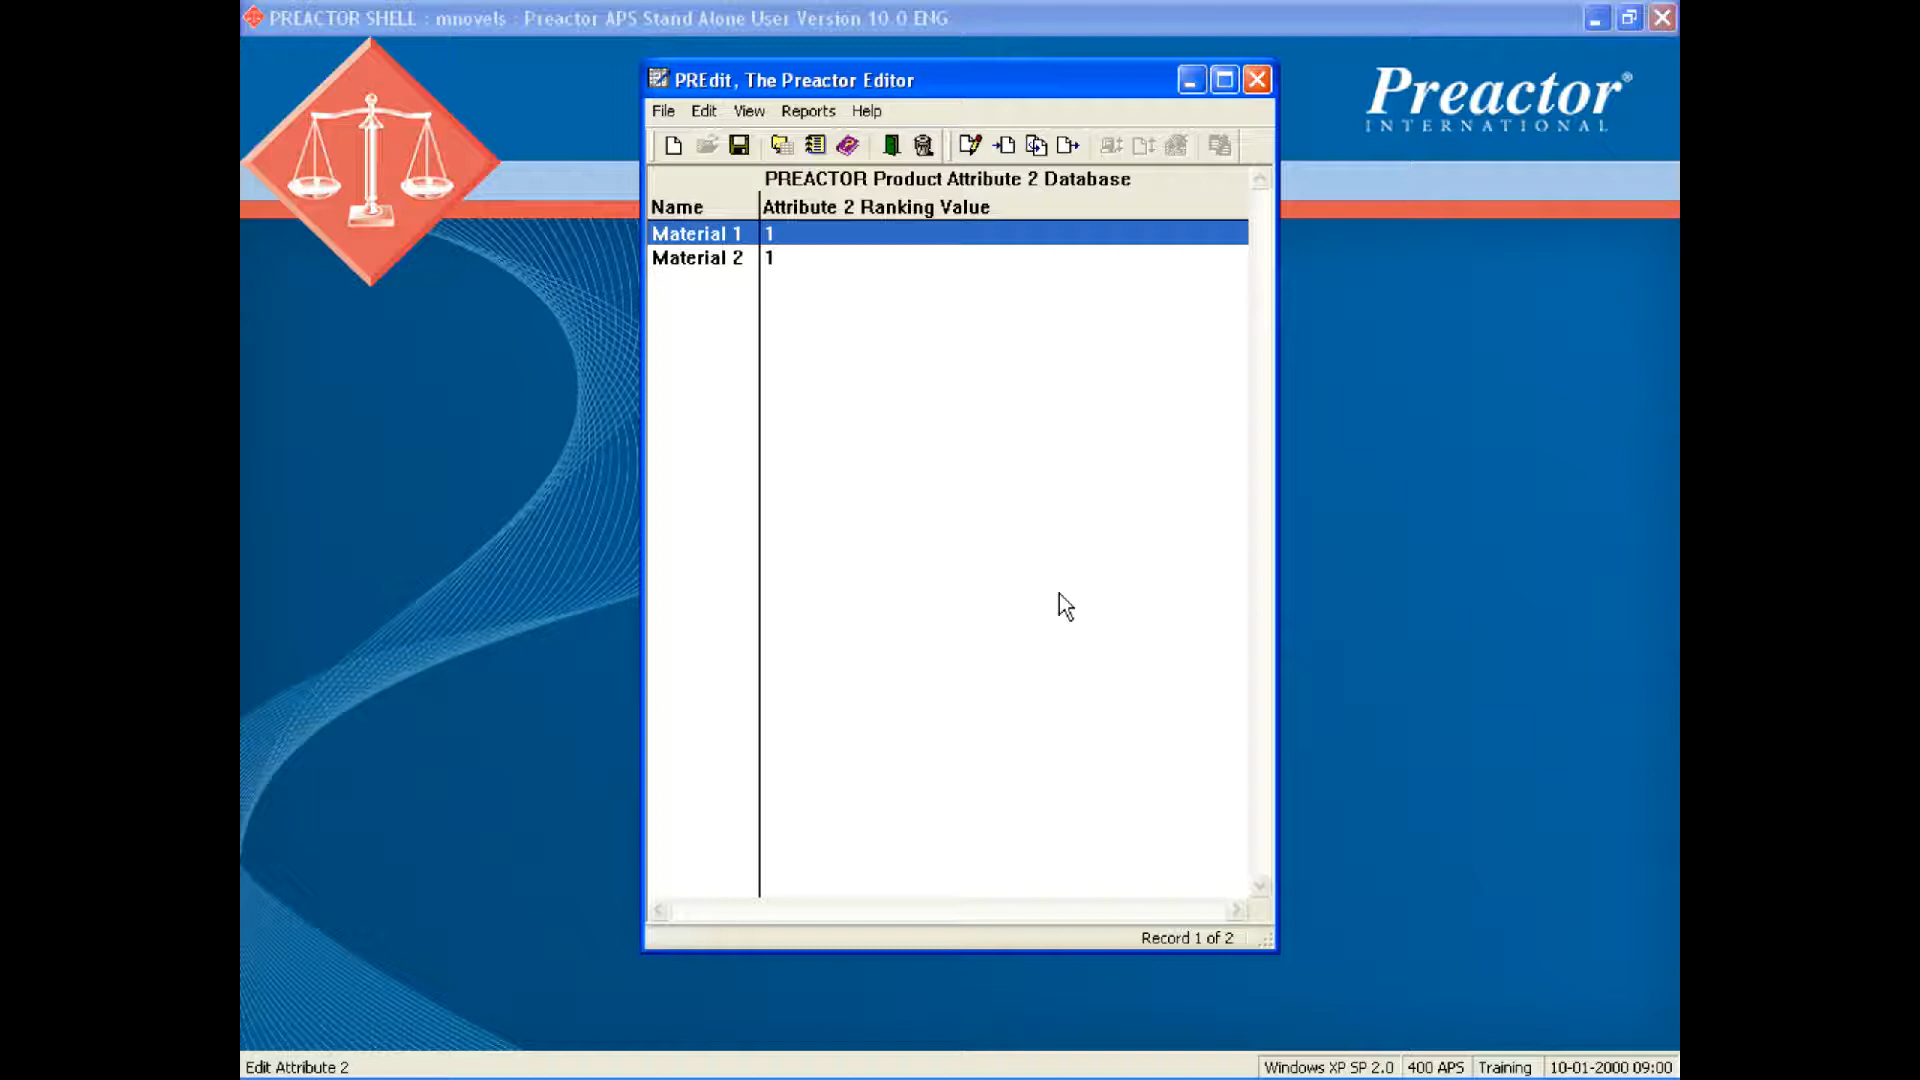 PREACTOR SHELL : mnovels : Preactor APS Stand Alone User Version 10.0 ENG
Preactor®
INTERNATIONAL
PREdit, The Preactor Editor
File Edit View Reports Help
PREACTOR Product Attribute 2 Database
Name Attribute 2 Ranking Value
Material 1 1
Material 2 1
Record 1 of 2
Edit Attribute 2 Windows XP SP 2.0 400 APS Training 10-01-2000 09:00